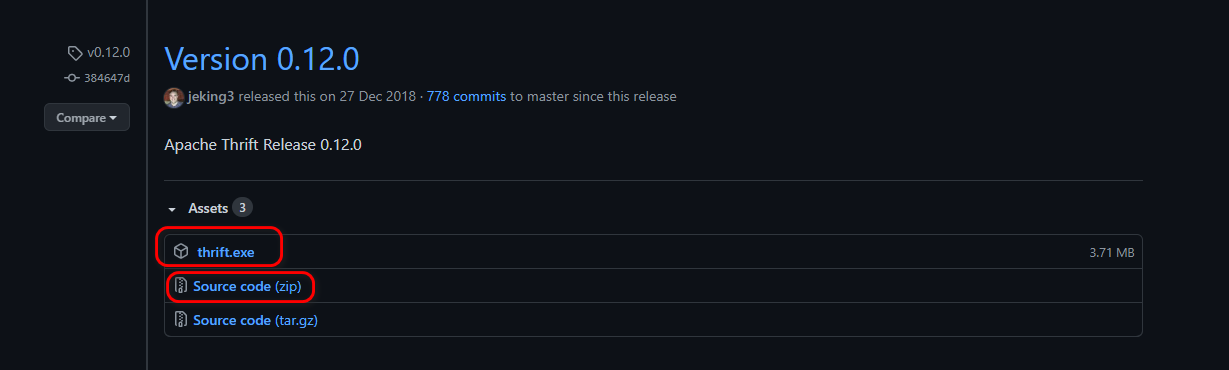 v0.12.0
384647d
Compare
Version 0.12.0
jeking3 released this on 27 Dec 2018 · 778 commits to master since this release
Apache Thrift Release 0.12.0
Assets 3
thrift.exe 3.71 MB
Source code (zip)
Source code (tar.gz)